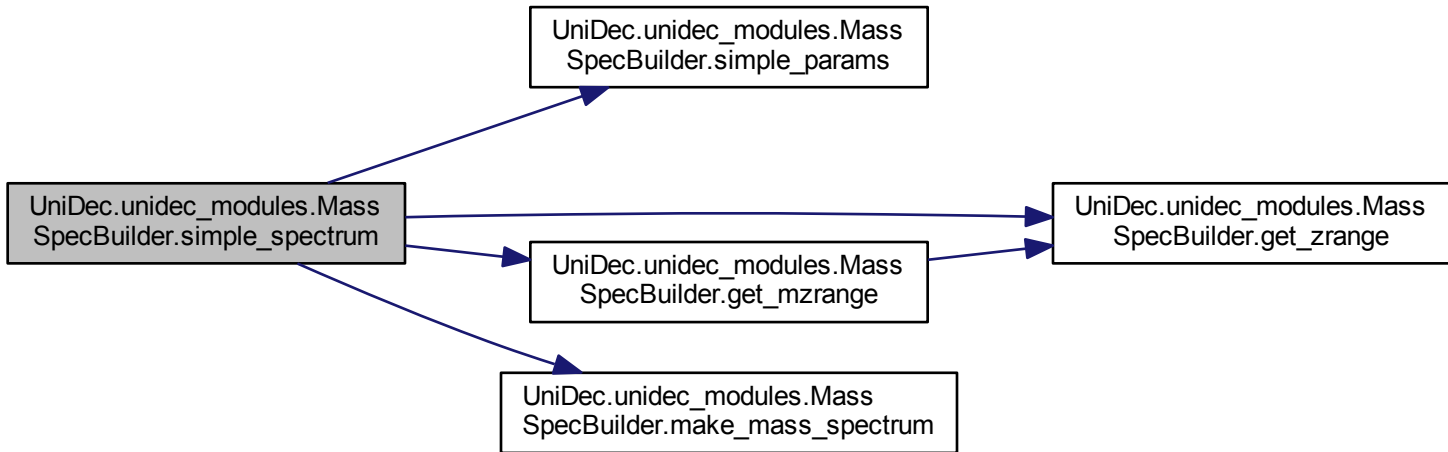 UniDec.unidec_modules.Mass
SpecBuilder.simple_params
UniDec.unidec_modules.Mass
SpecBuilder.simple_spectrum
UniDec.unidec_modules.Mass
SpecBuilder.get_zrange
UniDec.unidec_modules.Mass
SpecBuilder.get_mzrange
UniDec.unidec_modules.Mass
SpecBuilder.make_mass_spectrum